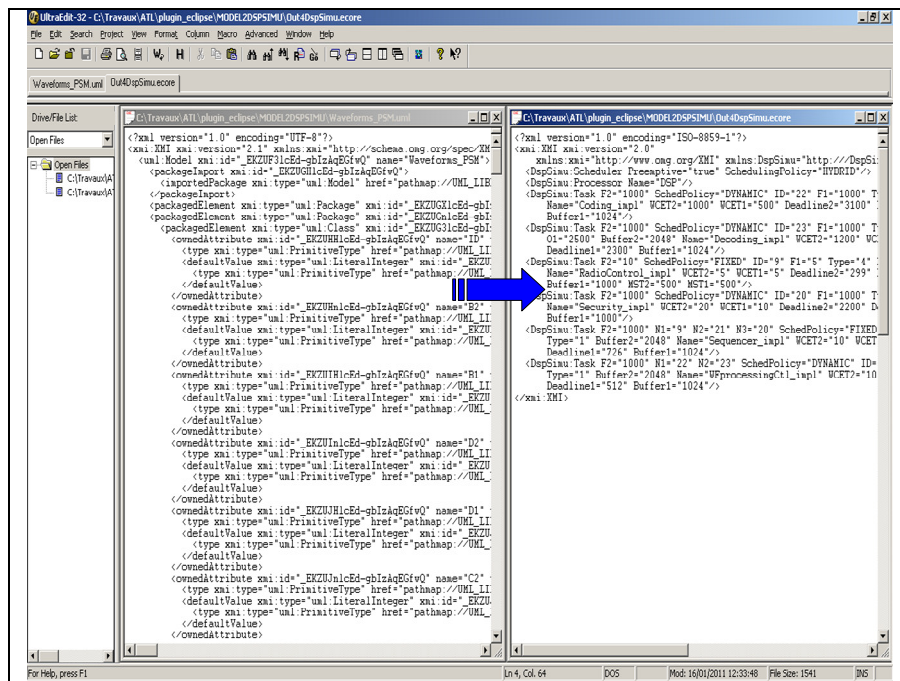 UltraEdit-32 - C:\Travaux\ATL\plugin_eclipse\MODEL2DSPSIMU\Out4DspSimu.ecore
File Edit Search Project View Format Column Macro Advanced Window Help
Waveforms_PSM.uml Out4DspSimu.ecore
Drive/File List
Open Files
Open Files
C:\Travaux\A
C:\Travaux\A
C:\Travaux\ATL\plugin_eclipse\MODEL2DSPSIMU\Waveforms_PSM.uml
<?xml version="1.0" encoding="UTF-8"?>
<xmi:XMI xmi:version="2.1" xmlns:xmi="http://schema.omg.org/spec/XM
<uml:Model xmi:id="_EKZUF3lcEd-gbIzAqEGfwQ" name="Waveforms_PSM">
<packageImport xmi:id="_EKZUGHlcEd-gbIzAqEGfwQ">
<importedPackage xmi:type="uml:Model" href="pathmap://UML_LIB
</packageImport>
<packagedElement xmi:type="uml:Package" xmi:id="_EKZUGXlcEd-gbI
<packagedElement xmi:type="uml:Package" xmi:id="_EKZUGnlcEd-gbI
<packagedElement xmi:type="uml:Class" xmi:id="_EKZUG3lcEd-gbI
<ownedAttribute xmi:id="_EKZUHHlcEd-gbIzAqEGfwQ" name="ID"
<type xmi:type="uml:PrimitiveType" href="pathmap://UML_LI
<defaultValue xmi:type="uml:LiteralInteger" xmi:id="_EKZU
<type xmi:type="uml:PrimitiveType" href="pathmap://UML_
</defaultValue>
</ownedAttribute>
<ownedAttribute xmi:id="_EKZUHnlcEd-gbIzAqEGfwQ" name="B2"
<type xmi:type="uml:PrimitiveType" href="pathmap://UML_LI
<defaultValue xmi:type="uml:LiteralInteger" xmi:id="_EKZU
<type xmi:type="uml:PrimitiveType" href="pathmap://UML_
</defaultValue>
</ownedAttribute>
<ownedAttribute xmi:id="_EKZUIHlcEd-gbIzAqEGfwQ" name="B1"
<type xmi:type="uml:PrimitiveType" href="pathmap://UML_LI
<defaultValue xmi:type="uml:LiteralInteger" xmi:id="_EKZU
<type xmi:type="uml:PrimitiveType" href="pathmap://UML_
</defaultValue>
</ownedAttribute>
<ownedAttribute xmi:id="_EKZUInlcEd-gbIzAqEGfwQ" name="D2"
<type xmi:type="uml:PrimitiveType" href="pathmap://UML_LI
<defaultValue xmi:type="uml:LiteralInteger" xmi:id="_EKZU
<type xmi:type="uml:PrimitiveType" href="pathmap://UML_
</defaultValue>
</ownedAttribute>
<ownedAttribute xmi:id="_EKZUJHlcEd-gbIzAqEGfwQ" name="D1"
<type xmi:type="uml:PrimitiveType" href="pathmap://UML_LI
<defaultValue xmi:type="uml:LiteralInteger" xmi:id="_EKZU
<type xmi:type="uml:PrimitiveType" href="pathmap://UML_
</defaultValue>
</ownedAttribute>
<ownedAttribute xmi:id="_EKZUJnlcEd-gbIzAqEGfwQ" name="C2"
<type xmi:type="uml:PrimitiveType" href="pathmap://UML_LI
<defaultValue xmi:type="uml:LiteralInteger" xmi:id="_EKZU
<type xmi:type="uml:PrimitiveType" href="pathmap://UML_
</defaultValue>
</ownedAttribute>
C:\Travaux\ATL\plugin_eclipse\MODEL2DSPSIMU\Out4DspSimu.ecore
<?xml version="1.0" encoding="ISO-8859-1"?>
<xmi:XMI xmi:version="2.0"
xmlns:xmi="http://www.omg.org/XMI" xmlns:DspSimu="http:///DspSi
<DspSimu:Scheduler Preemptive="true" SchedulingPolicy="HYDRID"/>
<DspSimu:Processor Name="DSP"/>
<DspSimu:Task F2="1000" SchedPolicy="DYNAMIC" ID="22" F1="1000" T
Name="Coding_impl" WCET2="1000" WCET1="500" Deadline2="3100"
Buffer1="1024"/>
<DspSimu:Task F2="1000" SchedPolicy="DYNAMIC" ID="23" F1="1000" T
O1="2500" Buffer2="2048" Name="Decoding_impl" WCET2="1200" WC
Deadline1="2300" Buffer1="1024"/>
<DspSimu:Task F2="10" SchedPolicy="FIXED" ID="9" F1="5" Type="4"
Name="RadioControl_impl" WCET2="5" WCET1="5" Deadline2="299"
Buffer1="1000" MST2="500" MST1="500"/>
spSimu:Task F2="1000" SchedPolicy="DYNAMIC" ID="20" F1="1000" T
Name="Security_impl" WCET2="20" WCET1="10" Deadline2="2200" D
Buffer1="1000"/>
<DspSimu:Task F2="1000" N1="9" N2="21" N3="20" SchedPolicy="FIXED
Type="1" Buffer2="2048" Name="Sequencer_impl" WCET2="10" WCET
Deadline1="726" Buffer1="1024"/>
<DspSimu:Task F2="1000" N1="22" N2="23" SchedPolicy="DYNAMIC" ID=
Type="1" Buffer2="2048" Name="WFprocessingCtl_impl" WCET2="10
Deadline1="512" Buffer1="1024"/>
</xmi:XMI>
For Help, press F1 Ln 4, Col. 64 DOS Mod: 16/01/2011 12:33:48 File Size: 1541 INS